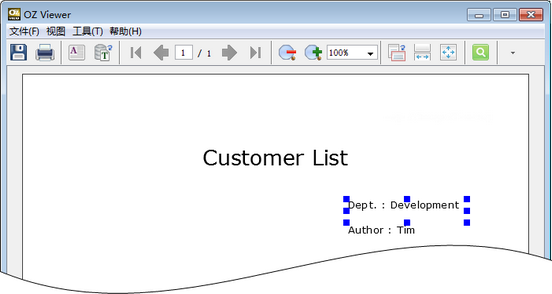 OZ Viewer
文件(F) 视图 工具(T) 帮助(H)
1 / 1 100%
Customer List
Dept. : Development
Author : Tim